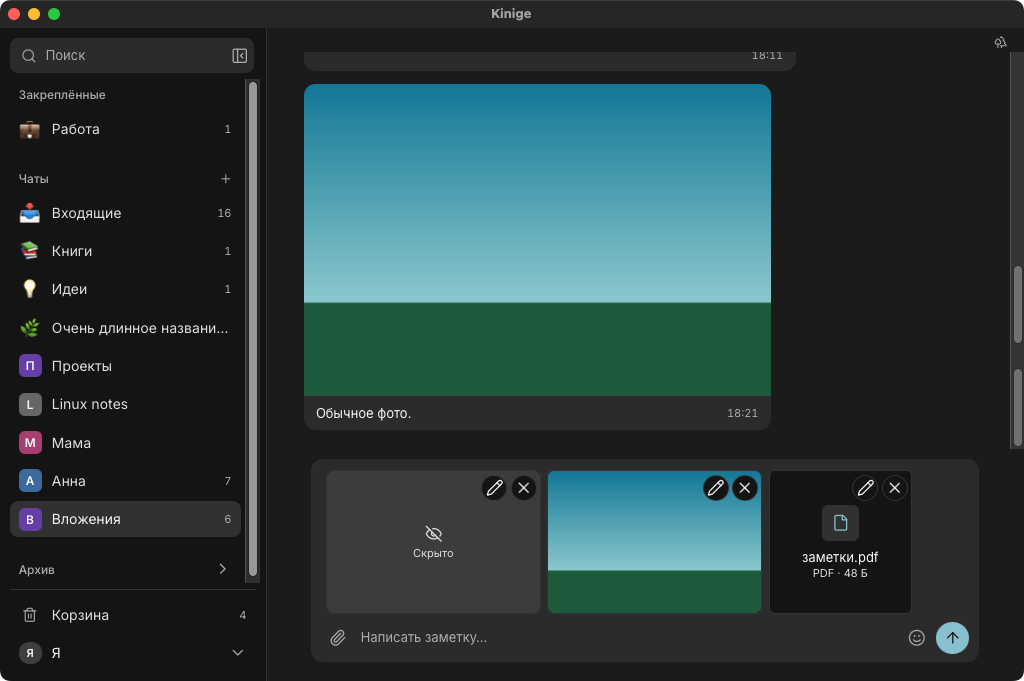 Kinige
Поиск
Закреплённые
Работа 1
Чаты
Входящие 16
Книги 1
Идеи 1
Очень длинное названи...
П Проекты
L Linux notes
М Мама
А Анна 7
В Вложения 6
Архив
Корзина 4
Я Я
18:11
Обычное фото. 18:21
Скрыто
заметки.pdf
PDF · 48 Б
Написать заметку...